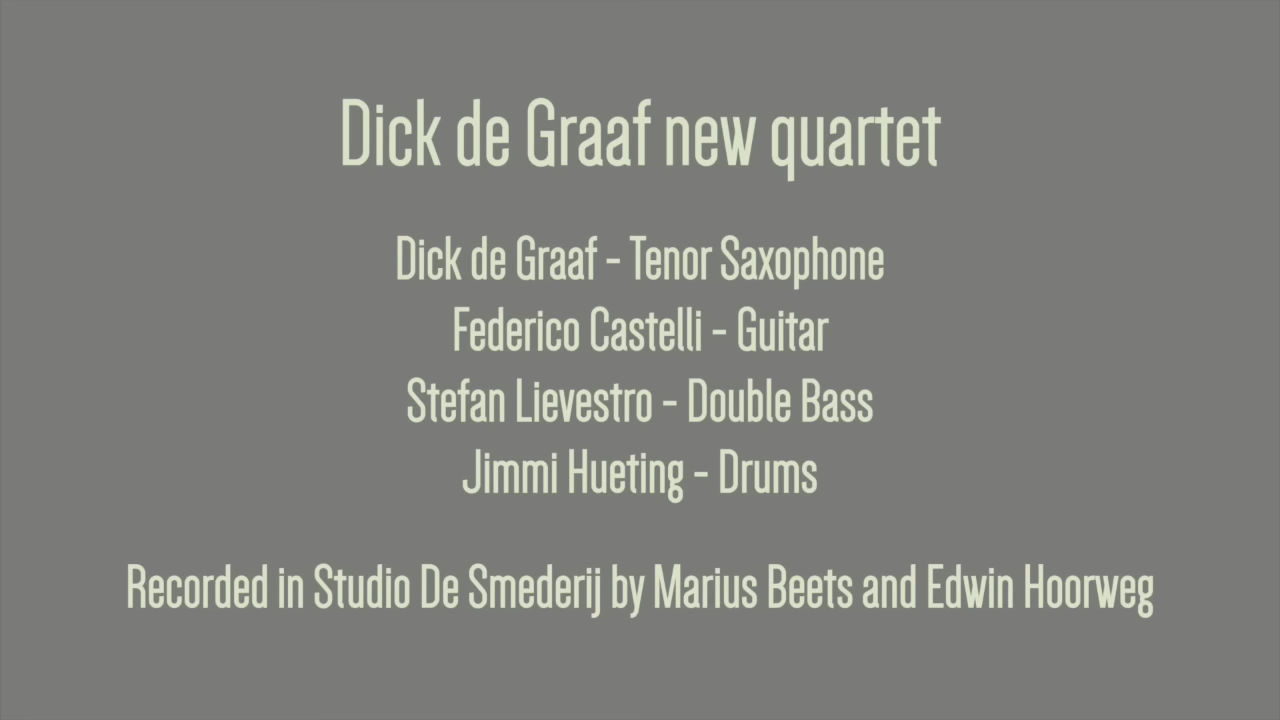 Dick de Graaf new quartet
Dick de Graaf - Tenor Saxophone
Federico Castelli - Guitar
Stefan Lievestro - Double Bass
Jimmi Hueting - Drums
Recorded in Studio De Smederij by Marius Beets and Edwin Hoorweg